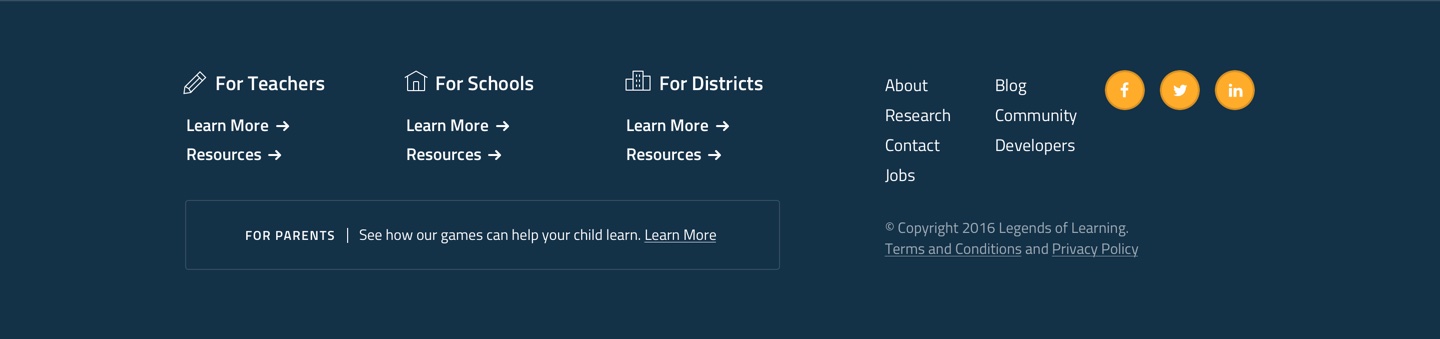 For Teachers
Learn More
Resources
For Schools
Learn More
Resources
For Districts
Learn More
Resources
FOR PARENTS | See how our games can help your child learn. Learn More
About
Research
Contact
Jobs
Blog
Community
Developers
f
in
© Copyright 2016 Legends of Learning.
Terms and Conditions and Privacy Policy